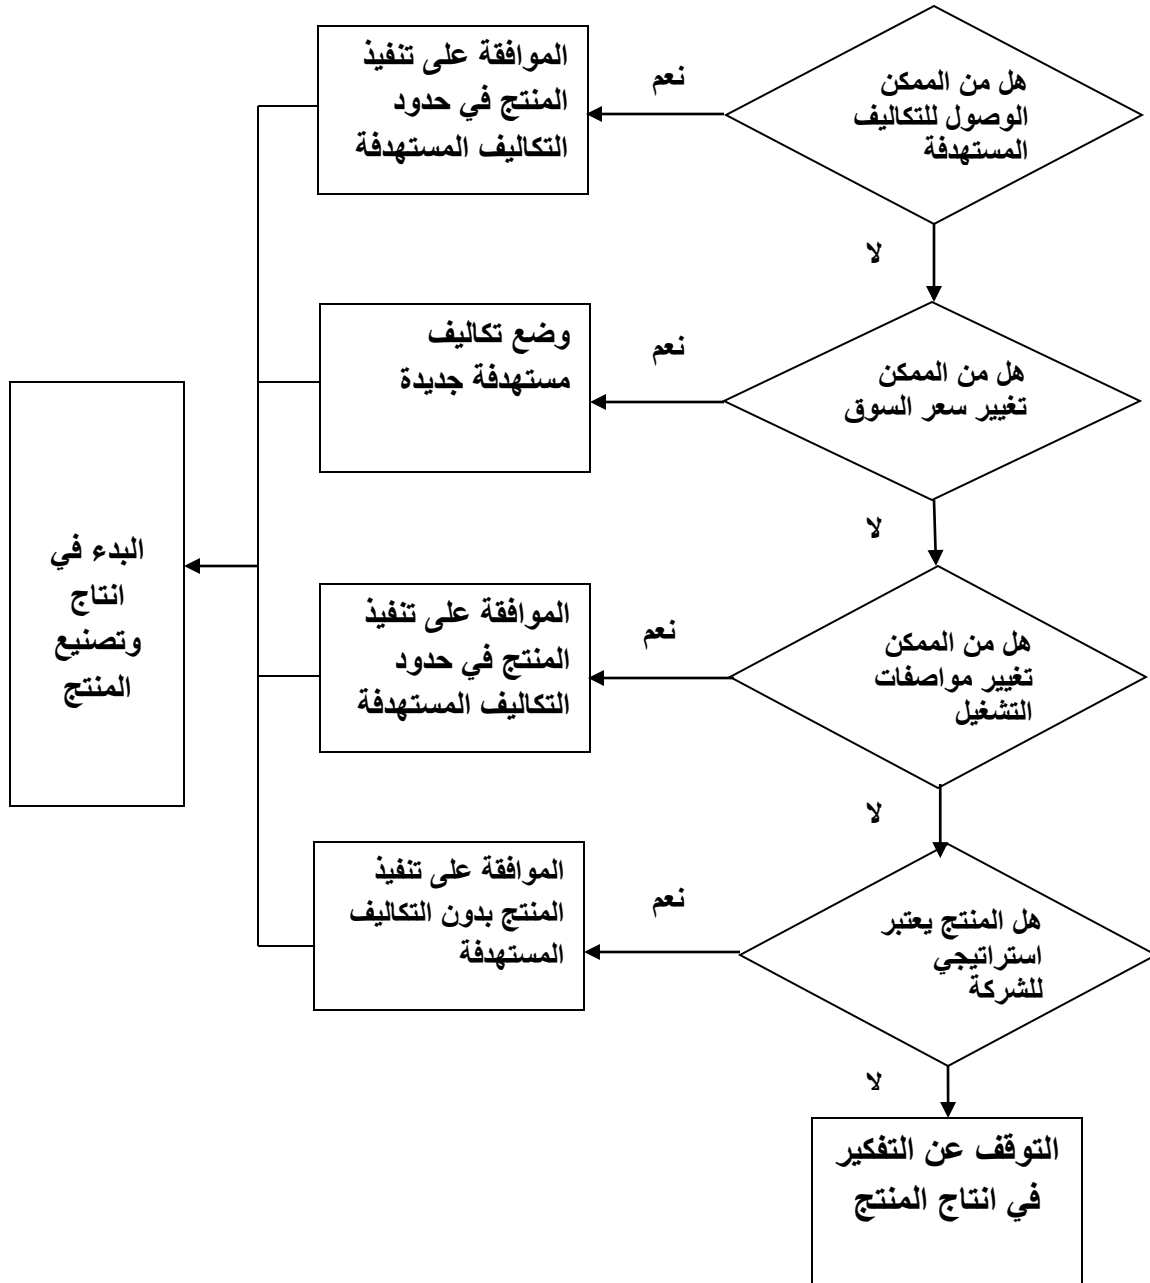 هل من الممكن
الوصول للتكاليف
المستهدفة
نعم
الموافقة على تنفيذ
المنتج في حدود
التكاليف المستهدفة
لا
هل من الممكن
تغيير سعر السوق
نعم
وضع تكاليف
مستهدفة جديدة
لا
هل من الممكن
تغيير مواصفات
التشغيل
نعم
الموافقة على تنفيذ
المنتج في حدود
التكاليف المستهدفة
لا
هل المنتج يعتبر
استراتيجي
للشركة
نعم
الموافقة على تنفيذ
المنتج بدون التكاليف
المستهدفة
لا
التوقف عن التفكير
في انتاج المنتج
البدء في
انتاج
وتصنيع
المنتج